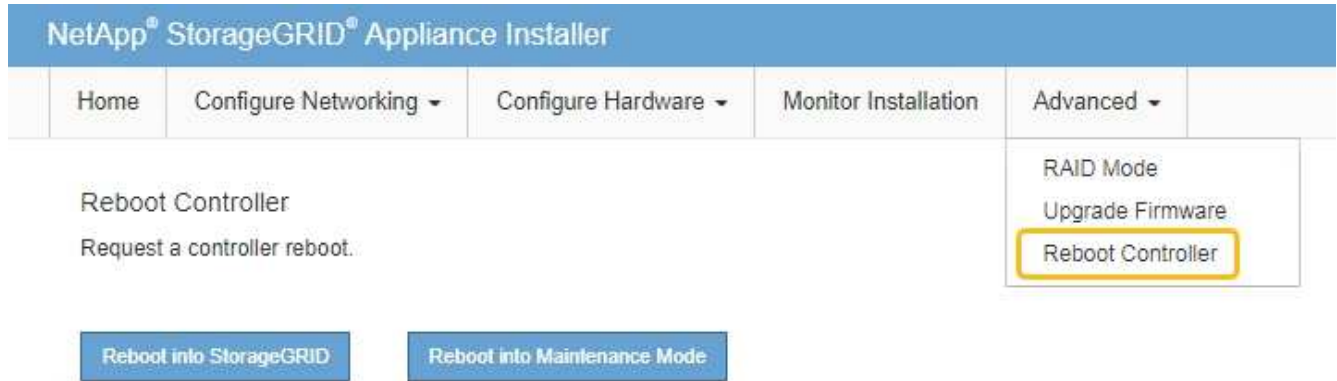 NetApp® StorageGRID® Appliance Installer
Home Configure Networking Configure Hardware Monitor Installation Advanced
RAID Mode
Upgrade Firmware
Reboot Controller
Reboot Controller
Request a controller reboot.
Reboot into StorageGRID Reboot into Maintenance Mode